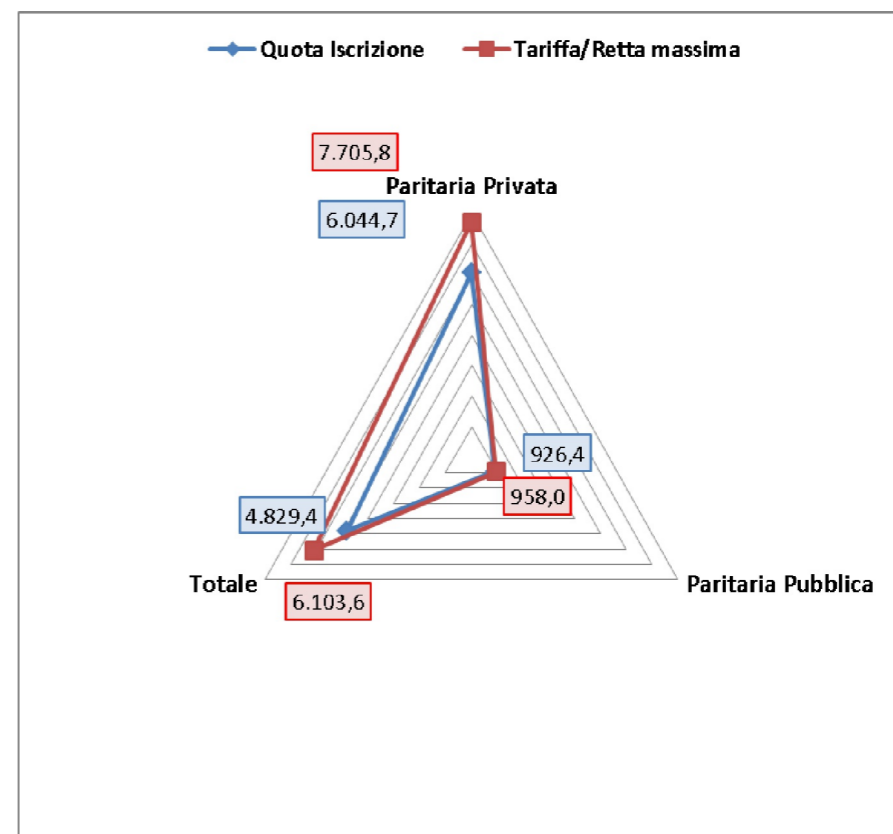 Quota Iscrizione Tariffa/Retta massima
7.705,8
Paritaria Privata
6.044,7
926,4
958,0
4.829,4
Totale
Paritaria Pubblica
6.103,6